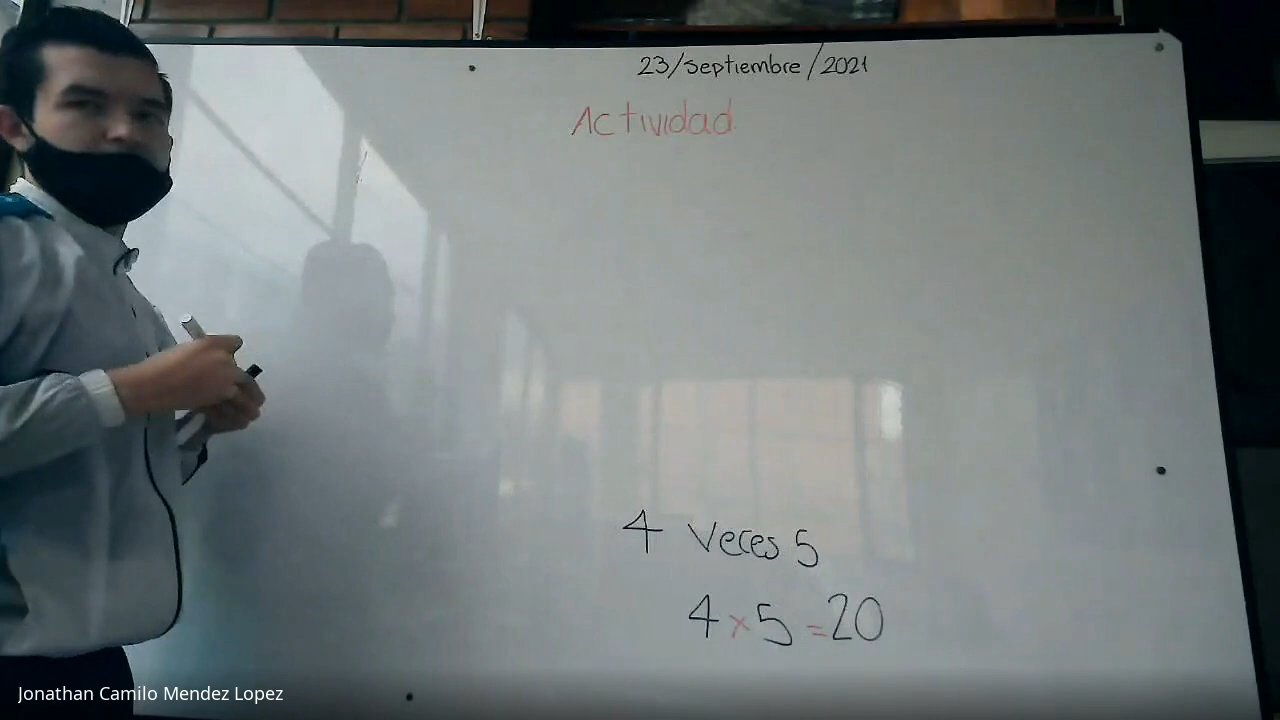 23/septiembre/2021
Actividad
4 veces 5
4 x 5 = 20
Jonathan Camilo Mendez Lopez